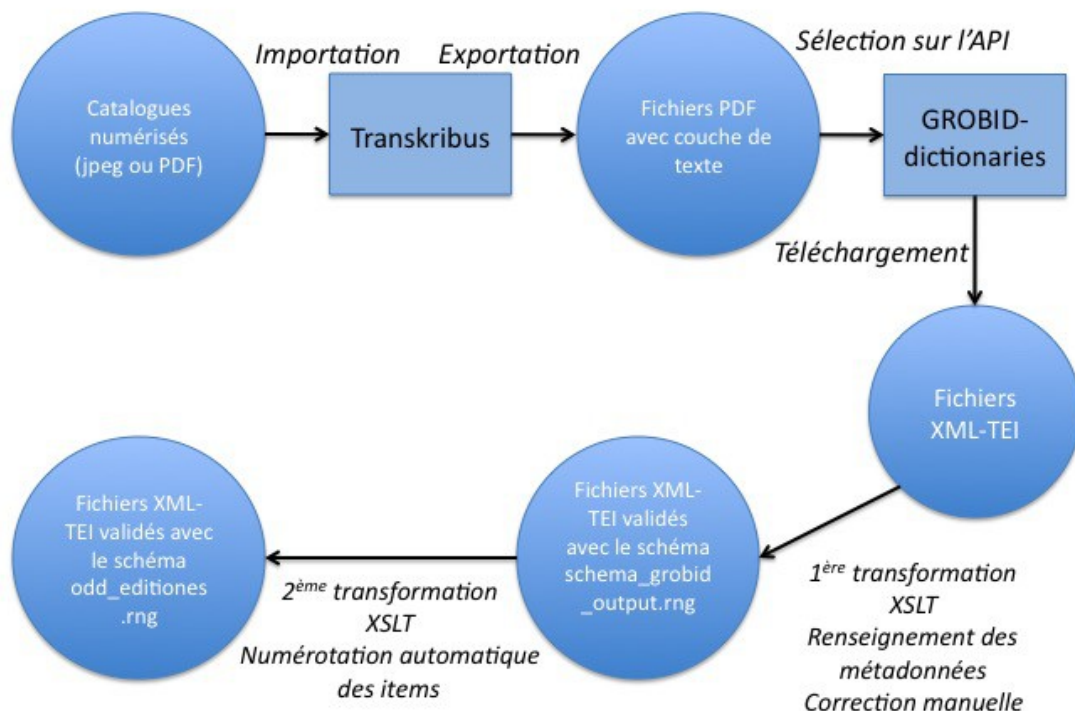 Importation
Exportation
Sélection sur l'API
Catalogues
numérisés
(jpeg ou PDF)
Transkribus
Fichiers PDF
avec couche de
texte
GROBID-
dictionaries
Téléchargement
Fichiers
XML-TEI
1ère transformation
XSLT
Renseignement des
métadonnées
Correction manuelle
Fichiers XML-
TEI validés
avec le schéma
schema_grobid
_output.rng
2ème transformation
XSLT
Numérotation automatique
des items
Fichiers XML-
TEI validés avec
le schéma
odd_editiones
.rng